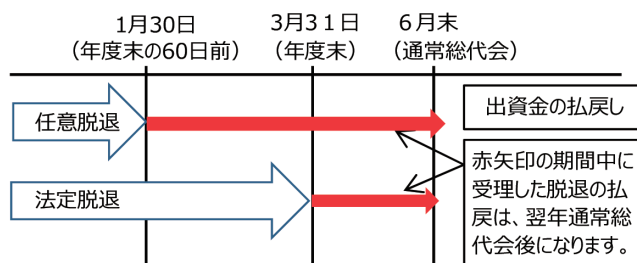 1月30日
（年度末の60日前）
3月31日
（年度末）
6月末
（通常総代会）
任意脱退
出資金の払戻し
法定脱退
赤矢印の期間中に
受理した脱退の払
戻は、翌年通常総
代会後になります。